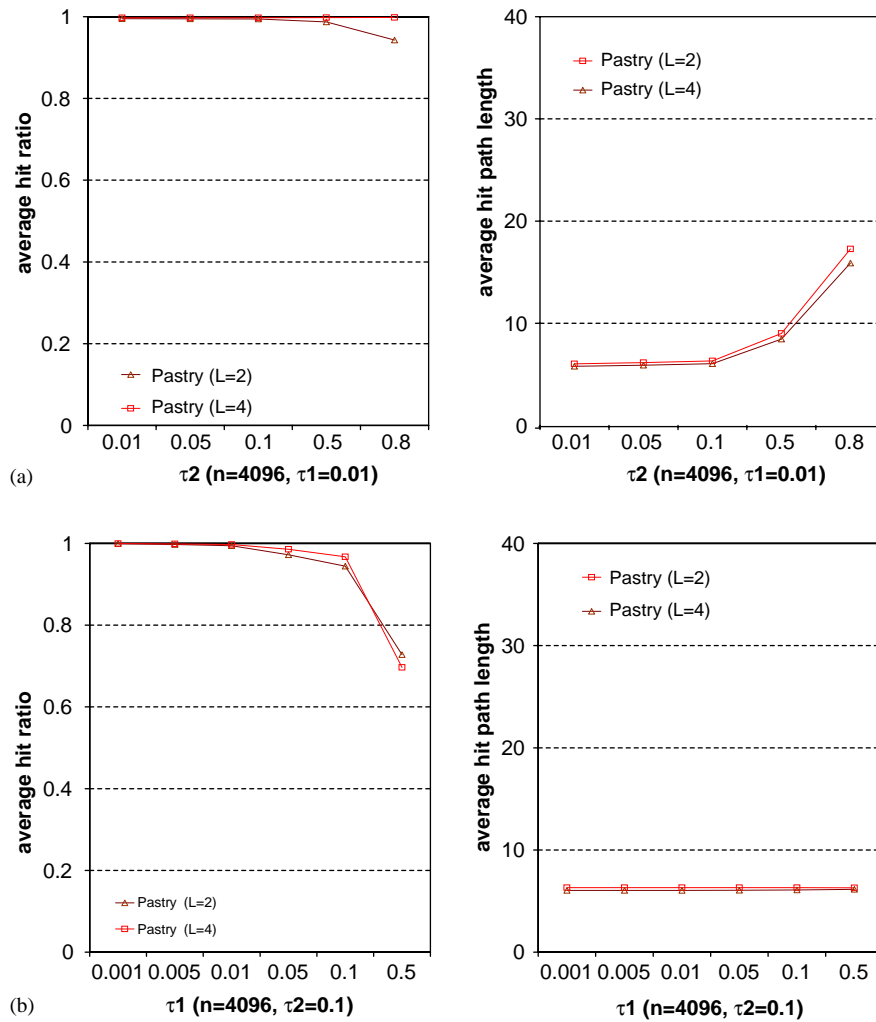 1
0.8
0.6
0.4
0.2
0
average hit ratio
Pastry (L=2)
Pastry (L=4)
0.01 0.05 0.1 0.5 0.8
τ2 (n=4096, τ1=0.01)
40
30
20
10
0
average hit path length
Pastry (L=2)
Pastry (L=4)
0.01 0.05 0.1 0.5 0.8
τ2 (n=4096, τ1=0.01)
(a)
1
0.8
0.6
0.4
0.2
0
average hit ratio
Pastry (L=2)
Pastry (L=4)
0.001 0.005 0.01 0.05 0.1 0.5
τ1 (n=4096, τ2=0.1)
40
30
20
10
0
average hit path length
Pastry (L=2)
Pastry (L=4)
0.001 0.005 0.01 0.05 0.1 0.5
τ1 (n=4096, τ2=0.1)
(b)